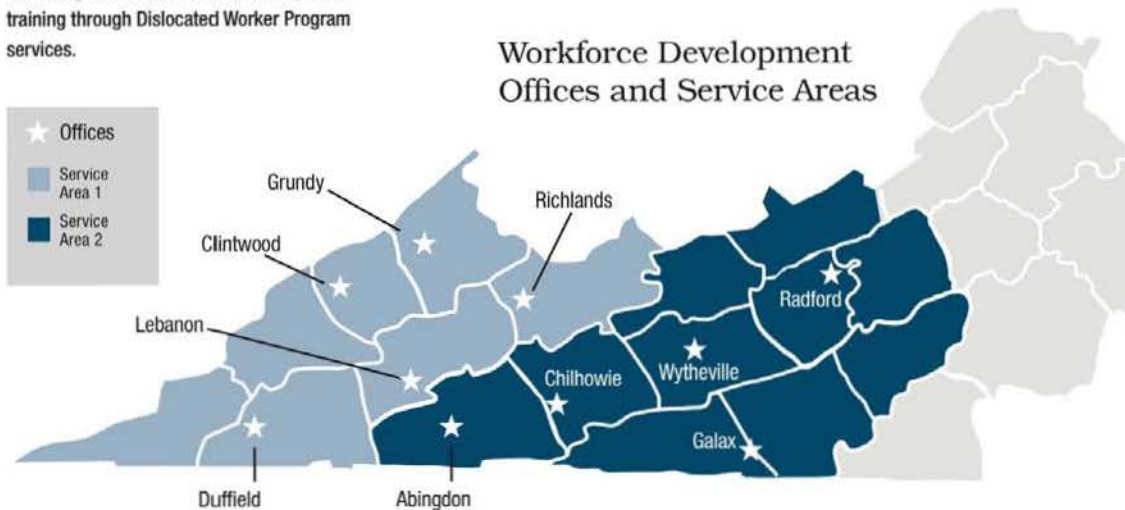 training through Dislocated Worker Program
services.
Workforce Development
Offices and Service Areas
Offices
Service
Area 1
Service
Area 2
Grundy
Richlands
Clintwood
Radford
Lebanon
Chilhowie
Wytheville
Galax
Duffield
Abingdon